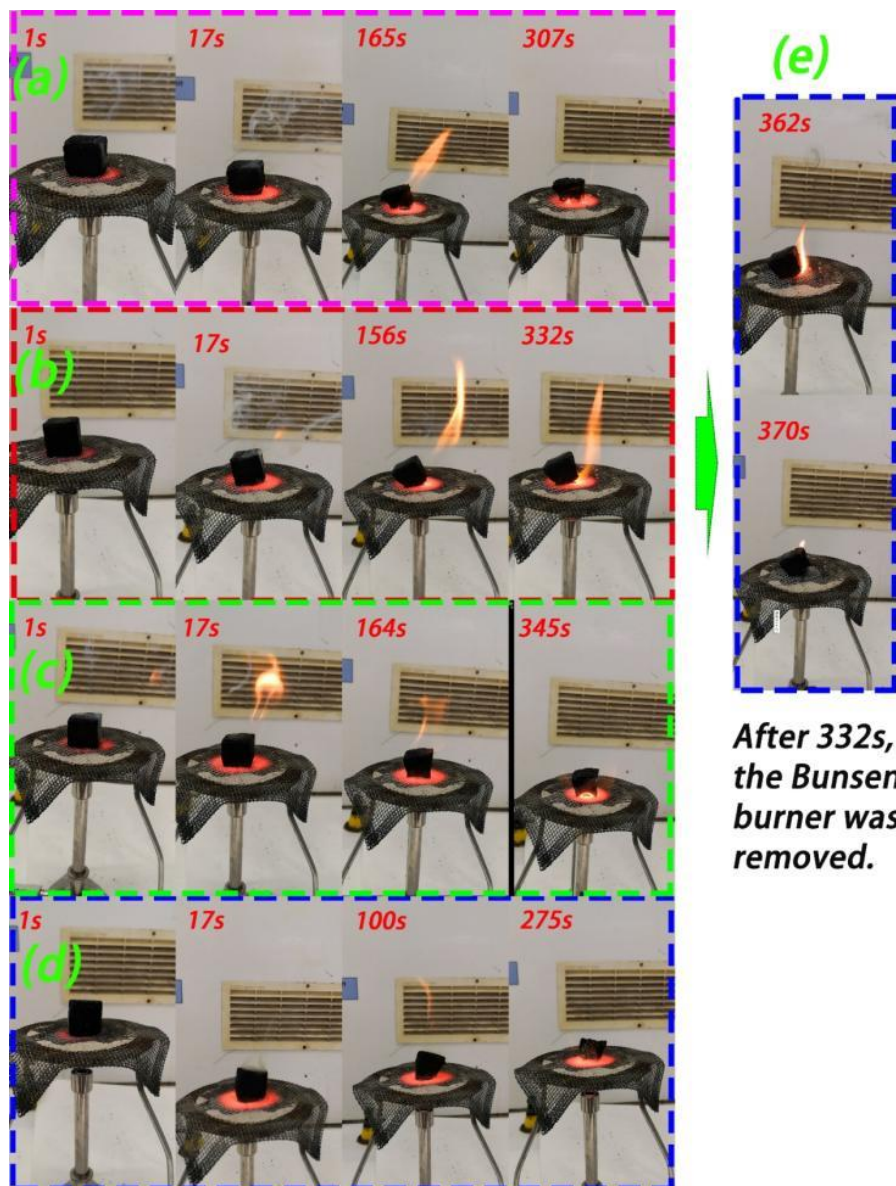 1s 17s 165s 307s
(a)
1s 17s 156s 332s
(b)
1s 17s 164s 345s
(c)
1s 17s 100s 275s
(d)
(e)
362s
370s
After 332s,
the Bunsen
burner was
removed.